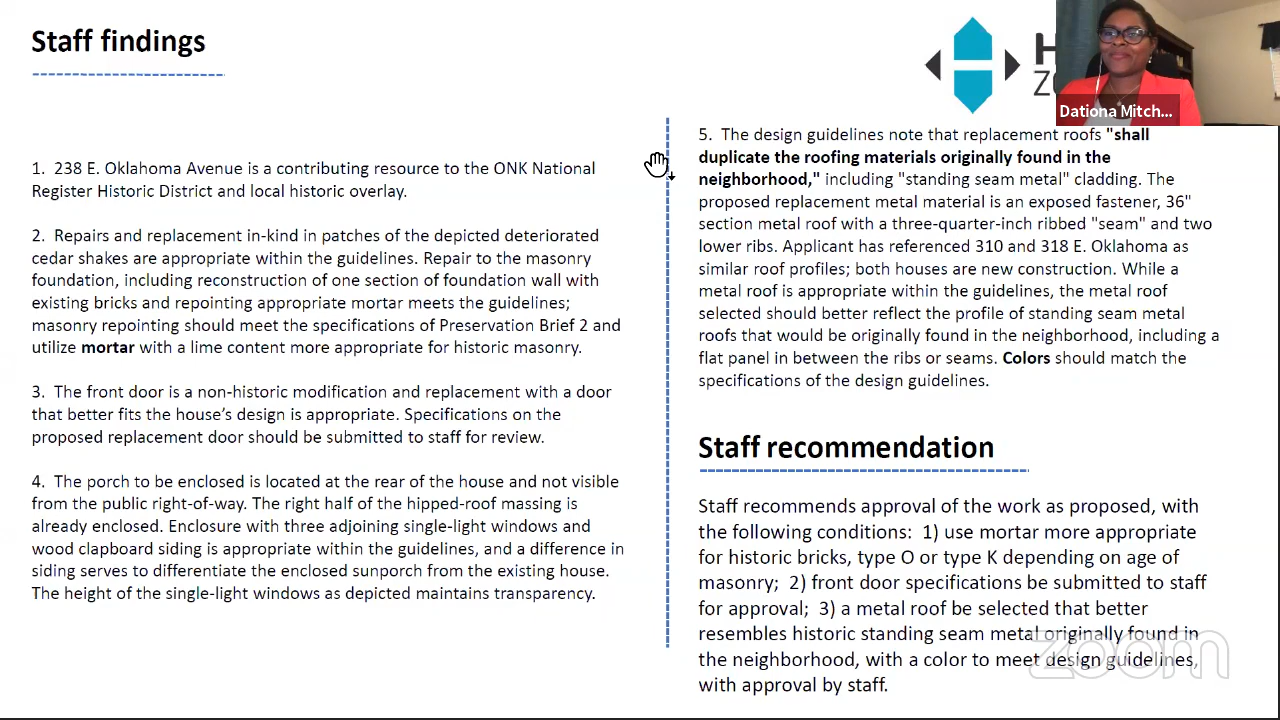 Staff findings
H
Z
Dationa Mitch...
1. 238 E. Oklahoma Avenue is a contributing resource to the ONK National
Register Historic District and local historic overlay.
2. Repairs and replacement in-kind in patches of the depicted deteriorated
cedar shakes are appropriate within the guidelines. Repair to the masonry
foundation, including reconstruction of one section of foundation wall with
existing bricks and repointing appropriate mortar meets the guidelines;
masonry repointing should meet the specifications of Preservation Brief 2 and
utilize mortar with a lime content more appropriate for historic masonry.
3. The front door is a non-historic modification and replacement with a door
that better fits the house's design is appropriate. Specifications on the
proposed replacement door should be submitted to staff for review.
4. The porch to be enclosed is located at the rear of the house and not visible
from the public right-of-way. The right half of the hipped-roof massing is
already enclosed. Enclosure with three adjoining single-light windows and
wood clapboard siding is appropriate within the guidelines, and a difference in
siding serves to differentiate the enclosed sunporch from the existing house.
The height of the single-light windows as depicted maintains transparency.
5. The design guidelines note that replacement roofs "shall
duplicate the roofing materials originally found in the
neighborhood," including "standing seam metal" cladding. The
proposed replacement metal material is an exposed fastener, 36"
section metal roof with a three-quarter-inch ribbed "seam" and two
lower ribs. Applicant has referenced 310 and 318 E. Oklahoma as
similar roof profiles; both houses are new construction. While a
metal roof is appropriate within the guidelines, the metal roof
selected should better reflect the profile of standing seam metal
roofs that would be originally found in the neighborhood, including a
flat panel in between the ribs or seams. Colors should match the
specifications of the design guidelines.
Staff recommendation
Staff recommends approval of the work as proposed, with
the following conditions: 1) use mortar more appropriate
for historic bricks, type O or type K depending on age of
masonry; 2) front door specifications be submitted to staff
for approval; 3) a metal roof be selected that better
resembles historic standing seam metal originally found in
the neighborhood, with a color to meet design guidelines,
with approval by staff.
zoom